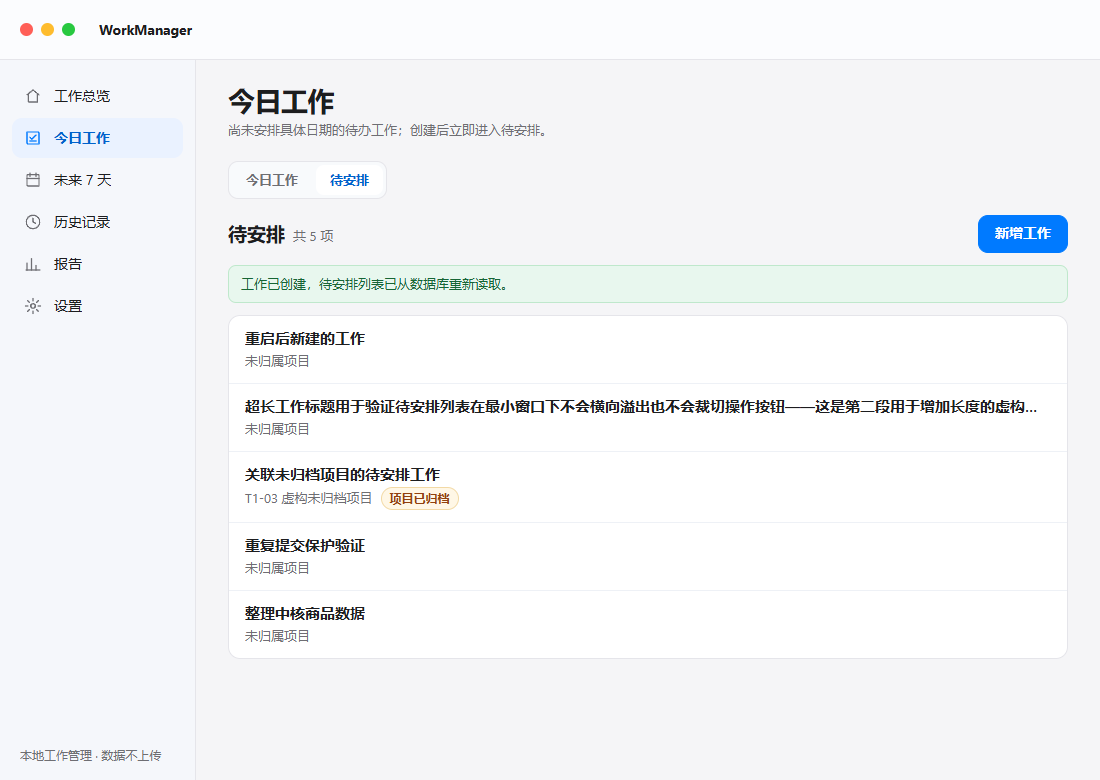 WorkManager
工作总览
今日工作
未来 7 天
历史记录
报告
设置
本地工作管理 · 数据不上传
今日工作
尚未安排具体日期的待办工作；创建后立即进入待安排。
今日工作 待安排
待安排 共 5 项
新增工作
工作已创建，待安排列表已从数据库重新读取。
重启后新建的工作
未归属项目
超长工作标题用于验证待安排列表在最小窗口下不会横向溢出也不会裁切操作按钮——这是第二段用于增加长度的虚构...
未归属项目
关联未归档项目的待安排工作
T1-03 虚构未归档项目 项目已归档
重复提交保护验证
未归属项目
整理中核商品数据
未归属项目